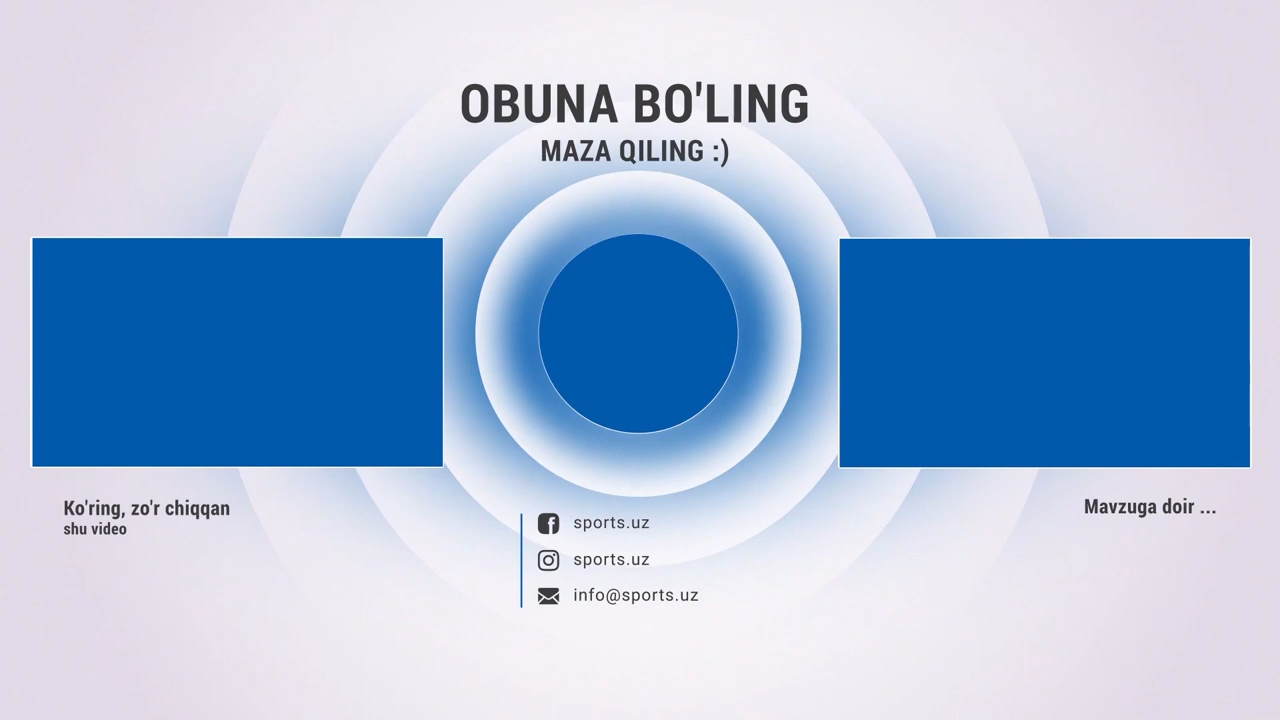 OBUNA BO'LING
MAZA QILING :)
Ko'ring, zo'r chiqqan
shu video
Mavzuga doir ...
sports.uz
sports.uz
info@sports.uz